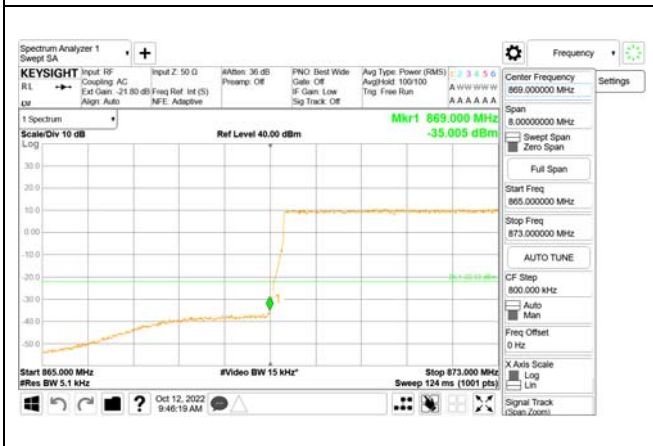 Spectrum Analyzer 1
Swept SA
Frequency
KEYSIGHT
RL
Input: RF
Coupling: AC
Ext Gain: -21.80 dB
Align: Auto
Input Z: 50 Ω
Freq Ref: Int (S)
NFE: Adaptive
#Atten: 36 dB
Preamp: Off
PNO: Best Wide
Gate: Off
IF Gain: Low
Sig Track: Off
Avg Type: Power (RMS)
Avg|Hold: 100/100
Trig: Free Run
1 2 3 4 5 6
A W W W W W
A A A A A A
1 Spectrum
Scale/Div 10 dB
Ref Level 40.00 dBm
Mkr1 869.000 MHz
-35.005 dBm
Log
30.0
20.0
10.0
0.00
-10.0
-20.0
-30.0
-40.0
-50.0
1
Start 865.000 MHz
#Res BW 5.1 kHz
#Video BW 15 kHz*
Stop 873.000 MHz
Sweep 124 ms (1001 pts)
Oct 12, 2022
9:46:19 AM
Center Frequency
869.000000 MHz
Settings
Span
8.00000000 MHz
Swept Span
Zero Span
Full Span
Start Freq
865.000000 MHz
Stop Freq
873.000000 MHz
AUTO TUNE
CF Step
800.000 kHz
Auto
Man
Freq Offset
0 Hz
X Axis Scale
Log
Lin
Signal Track
(Span Zoom)